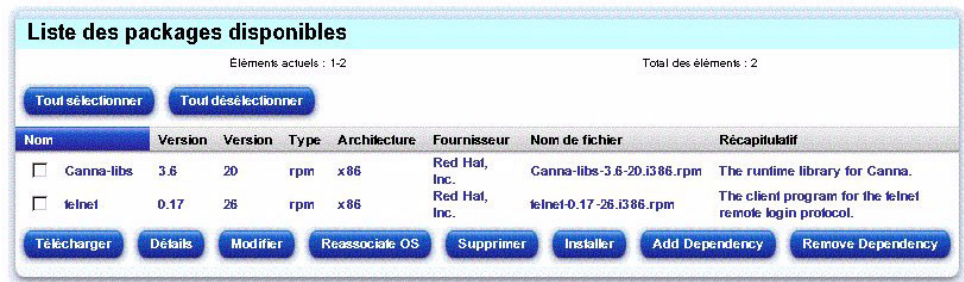 Liste des packages disponibles
Éléments actuels : 1-2 Total des éléments : 2
Tout sélectionner Tout désélectionner
Nom Version Version Type Architecture Fournisseur Nom de fichier Récapitulatif
Canna-libs 3.6 20 rpm x86 Red Hat, Inc. Canna-libs-3.6-20.i386.rpm The runtime library for Canna.
telnet 0.17 26 rpm x86 Red Hat, Inc. telnet-0.17-26.i386.rpm The client program for the telnet remote login protocol.
Télécharger Détails Modifier Reassociate OS Supprimer Installer Add Dependency Remove Dependency